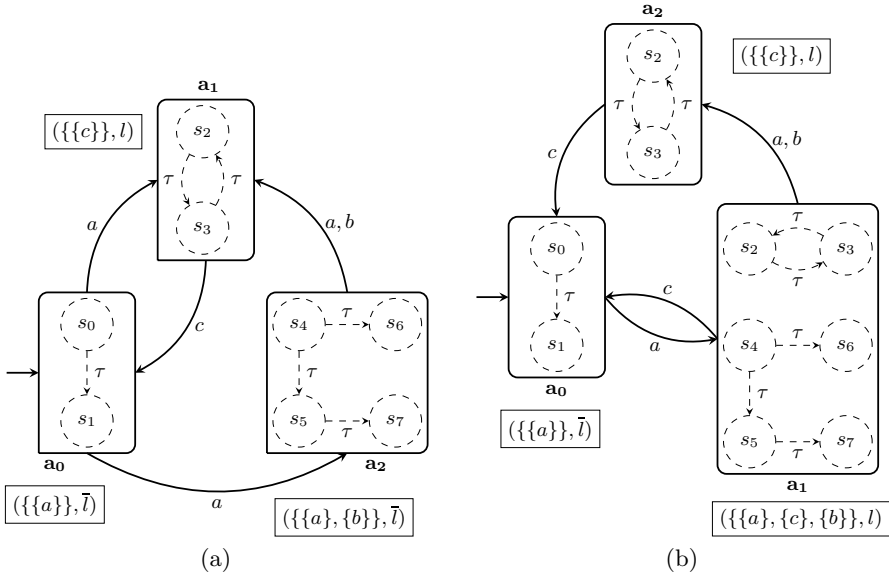 a₁
({{c}}, l)
s₂
τ
τ
s₃
a
a, b
c
s₀
τ
s₁
a₀
({{a}}, l̅)
s₄
τ
s₆
τ
s₅
τ
s₇
a₂
({{a}, {b}}, l̅)
a
(a)
a₂
({{c}}, l)
s₂
τ
τ
s₃
c
a, b
s₀
τ
s₁
a₀
({{a}}, l̅)
c
a
s₂
τ
s₃
τ
s₄
τ
s₆
τ
s₅
τ
s₇
a₁
({{a}, {c}, {b}}, l)
(b)